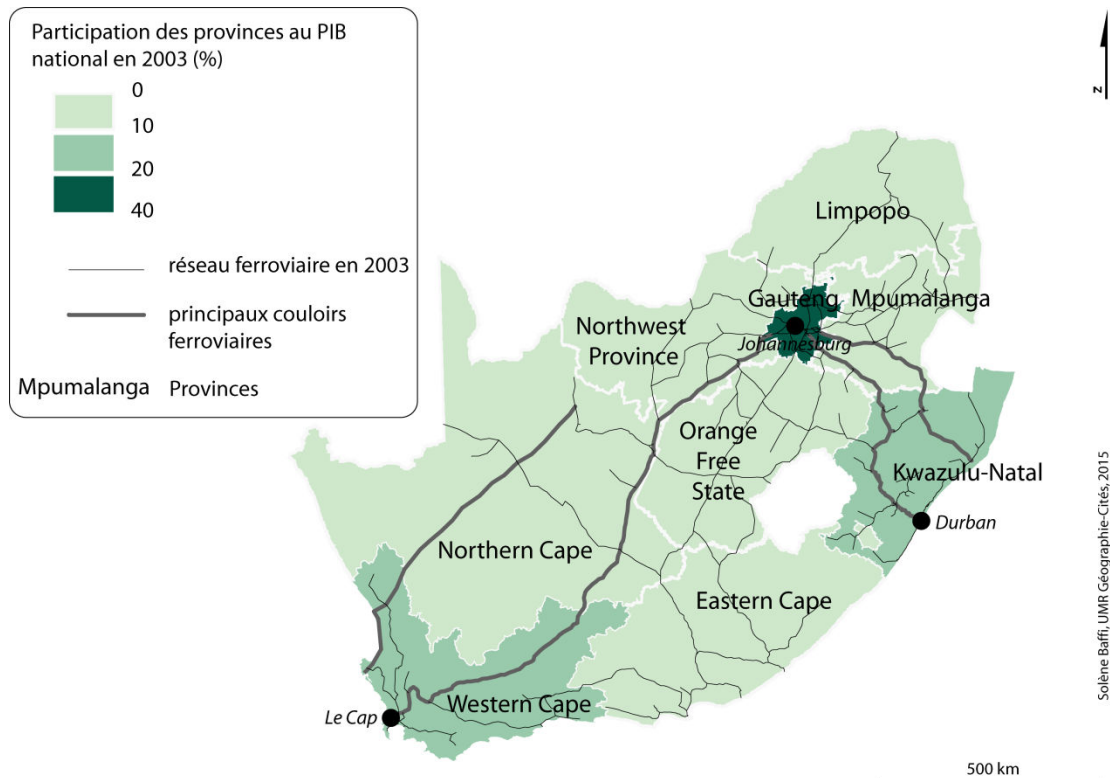 Participation des provinces au PIB
national en 2003 (%)
0
10
20
40
réseau ferroviaire en 2003
principaux couloirs
ferroviaires
Mpumalanga Provinces
N
Limpopo
Gauteng
Mpumalanga
Johannesburg
Northwest
Province
Orange
Free
State
Kwazulu-Natal
Durban
Northern Cape
Eastern Cape
Western Cape
Le Cap
Solène Baffi, UMR Géographie-Cités, 2015
500 km